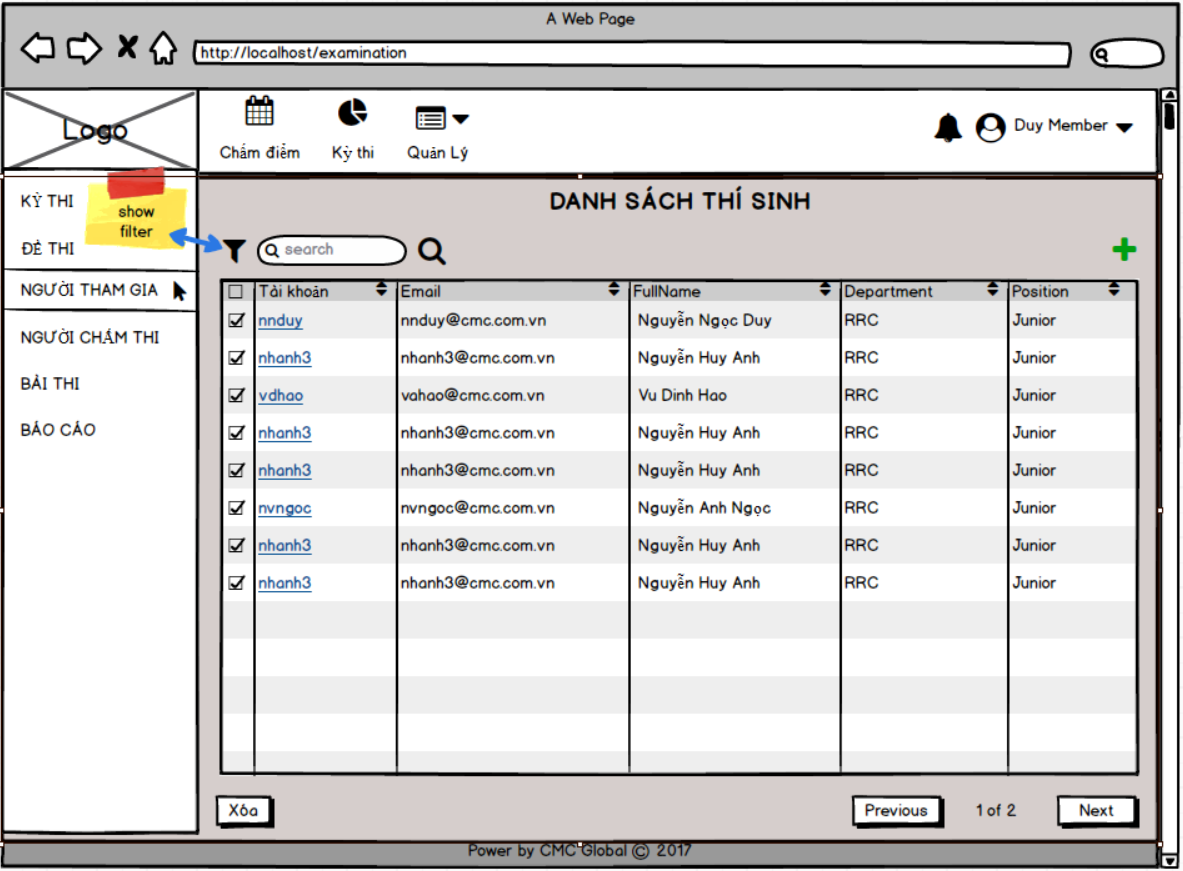 A Web Page
http://localhost/examination
Logo
Chấm điểm
Kỳ thi
Quản Lý
Duy Member
KỲ THI
ĐỀ THI
NGƯỜI THAM GIA
NGƯỜI CHẤM THI
BÀI THI
BÁO CÁO
show
filter
DANH SÁCH THÍ SINH
search
Tài khoản Email FullName Department Position
nnduy nnduy@cmc.com.vn Nguyễn Ngọc Duy RRC Junior
nhanh3 nhanh3@cmc.com.vn Nguyễn Huy Anh RRC Junior
vdhao vahao@cmc.com.vn Vu Dinh Hao RRC Junior
nhanh3 nhanh3@cmc.com.vn Nguyễn Huy Anh RRC Junior
nhanh3 nhanh3@cmc.com.vn Nguyễn Huy Anh RRC Junior
nvngoc nvngoc@cmc.com.vn Nguyễn Anh Ngọc RRC Junior
nhanh3 nhanh3@cmc.com.vn Nguyễn Huy Anh RRC Junior
nhanh3 nhanh3@cmc.com.vn Nguyễn Huy Anh RRC Junior
Xóa
Previous 1 of 2 Next
Power by CMC Global © 2017